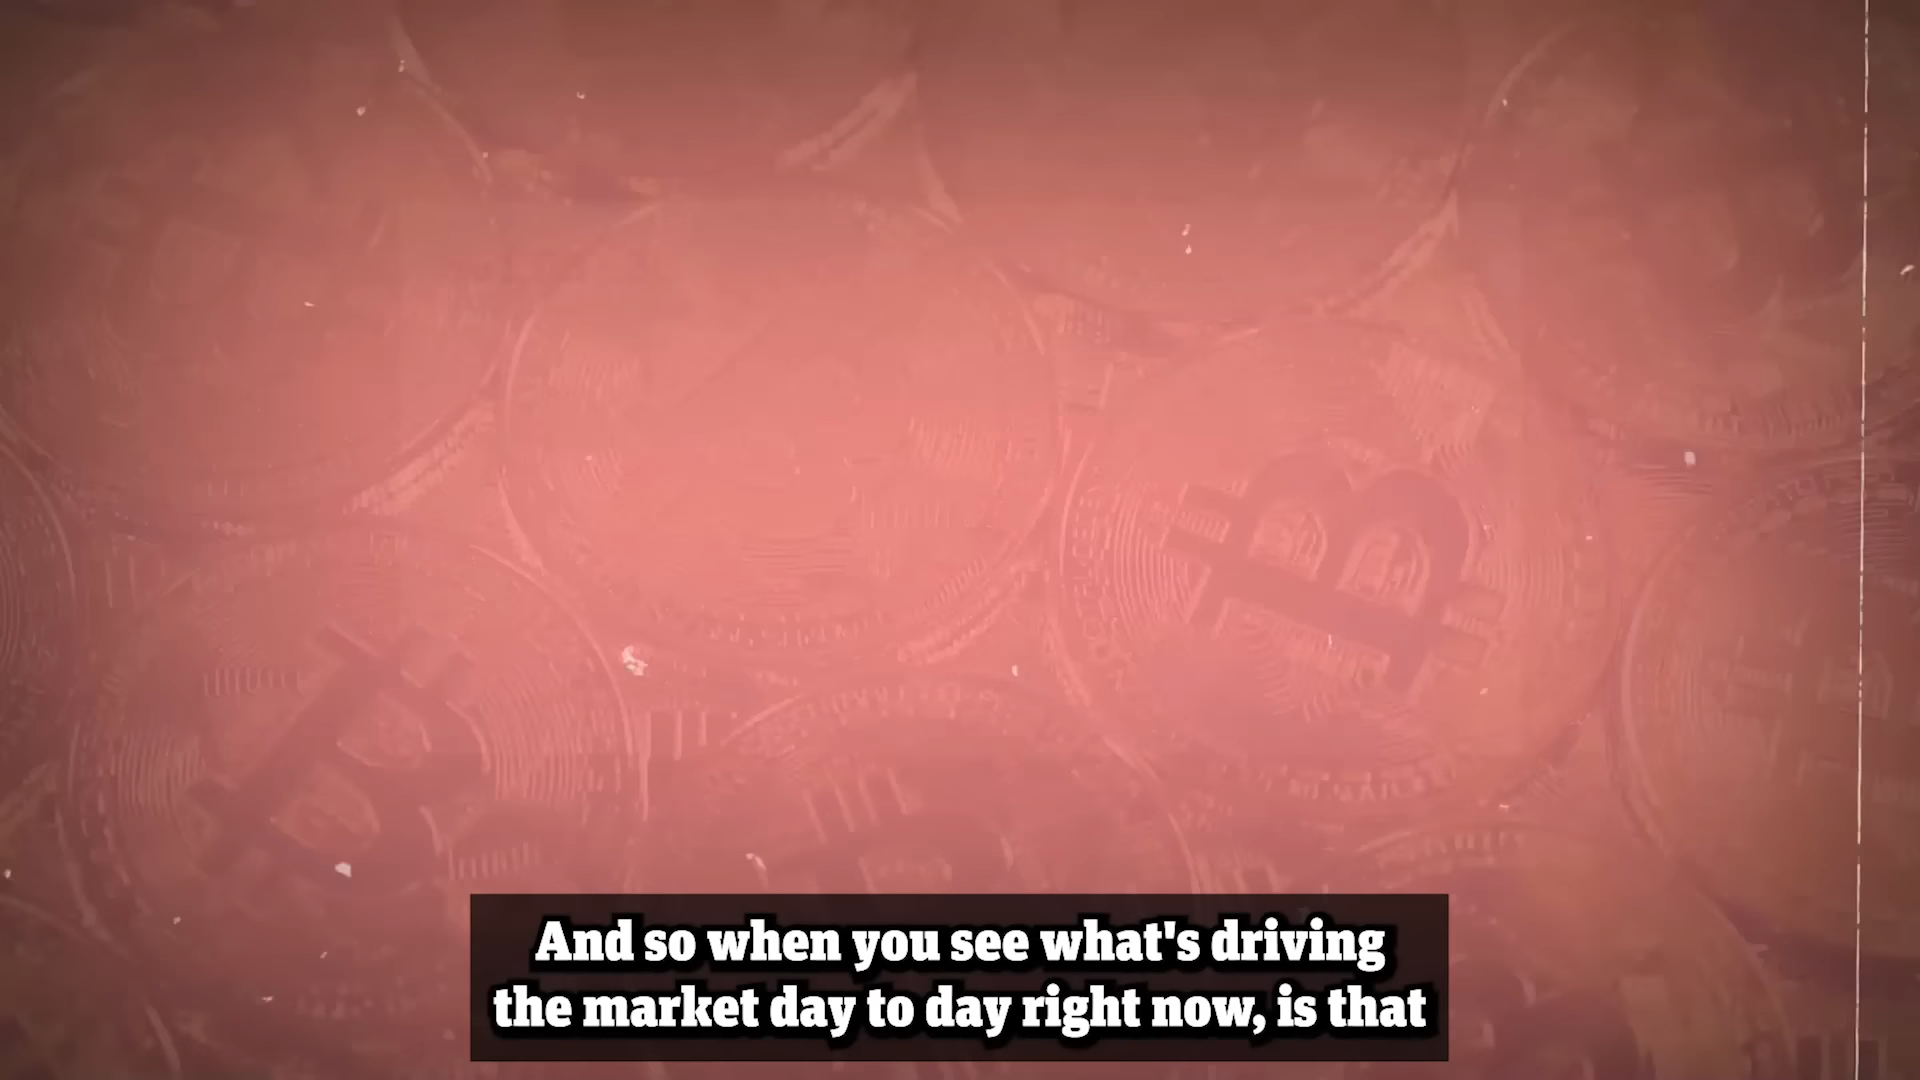 And so when you see what's driving
the market day to day right now, is that